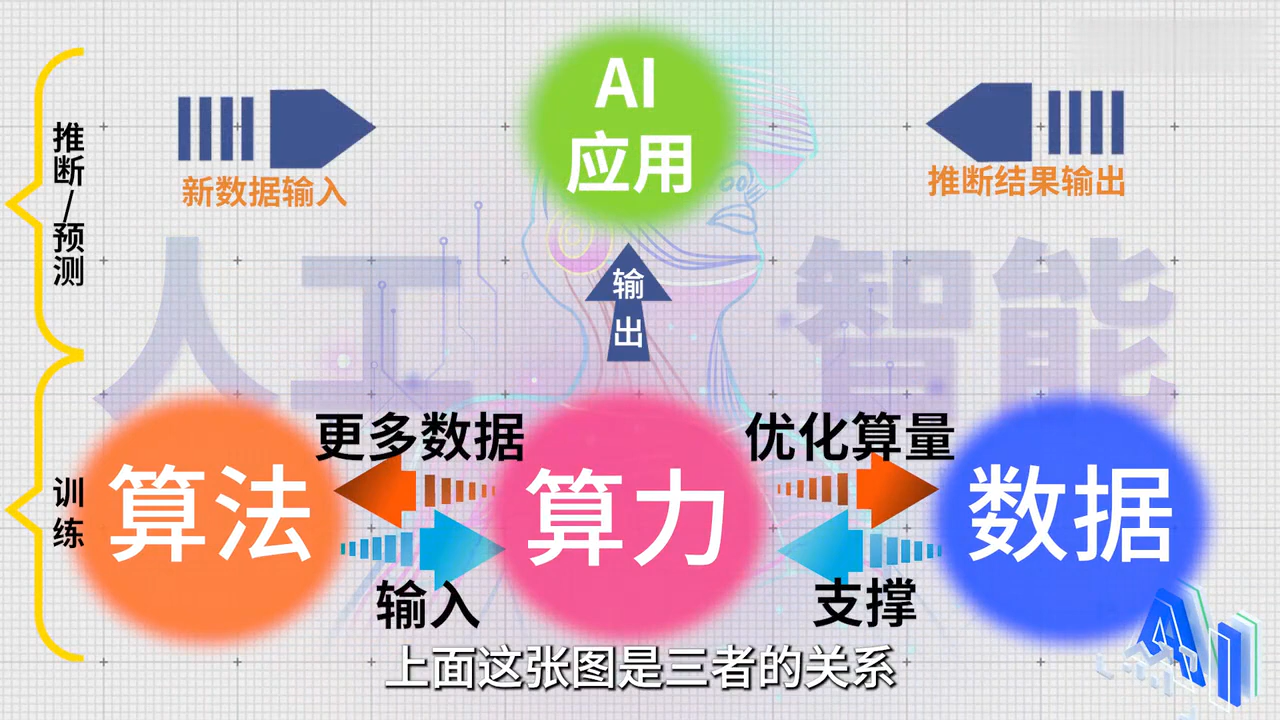 AI
应用
新数据输入
推断结果输出
推断/预测
输出
人工智能
更多数据
优化算量
算法
算力
数据
训练
输入
支撑
上面这张图是三者的关系
AI